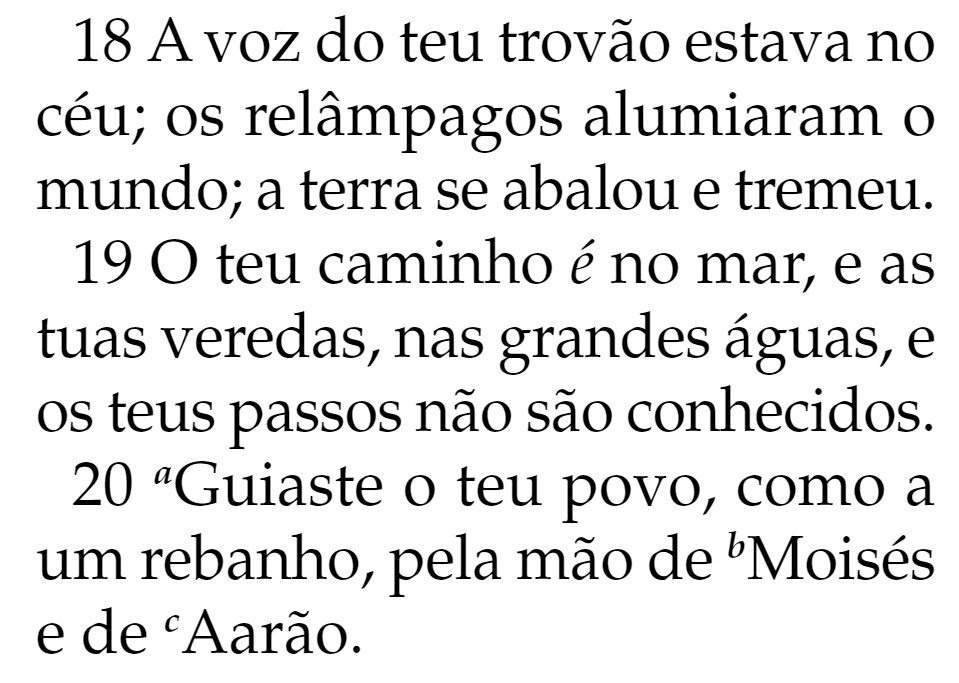 18 A voz do teu trovão estava no
céu; os relâmpagos alumiaram o
mundo; a terra se abalou e tremeu.
19 O teu caminho é no mar, e as
tuas veredas, nas grandes águas, e
os teus passos não são conhecidos.
20 aGuiaste o teu povo, como a
um rebanho, pela mão de bMoisés
e de cAarão.